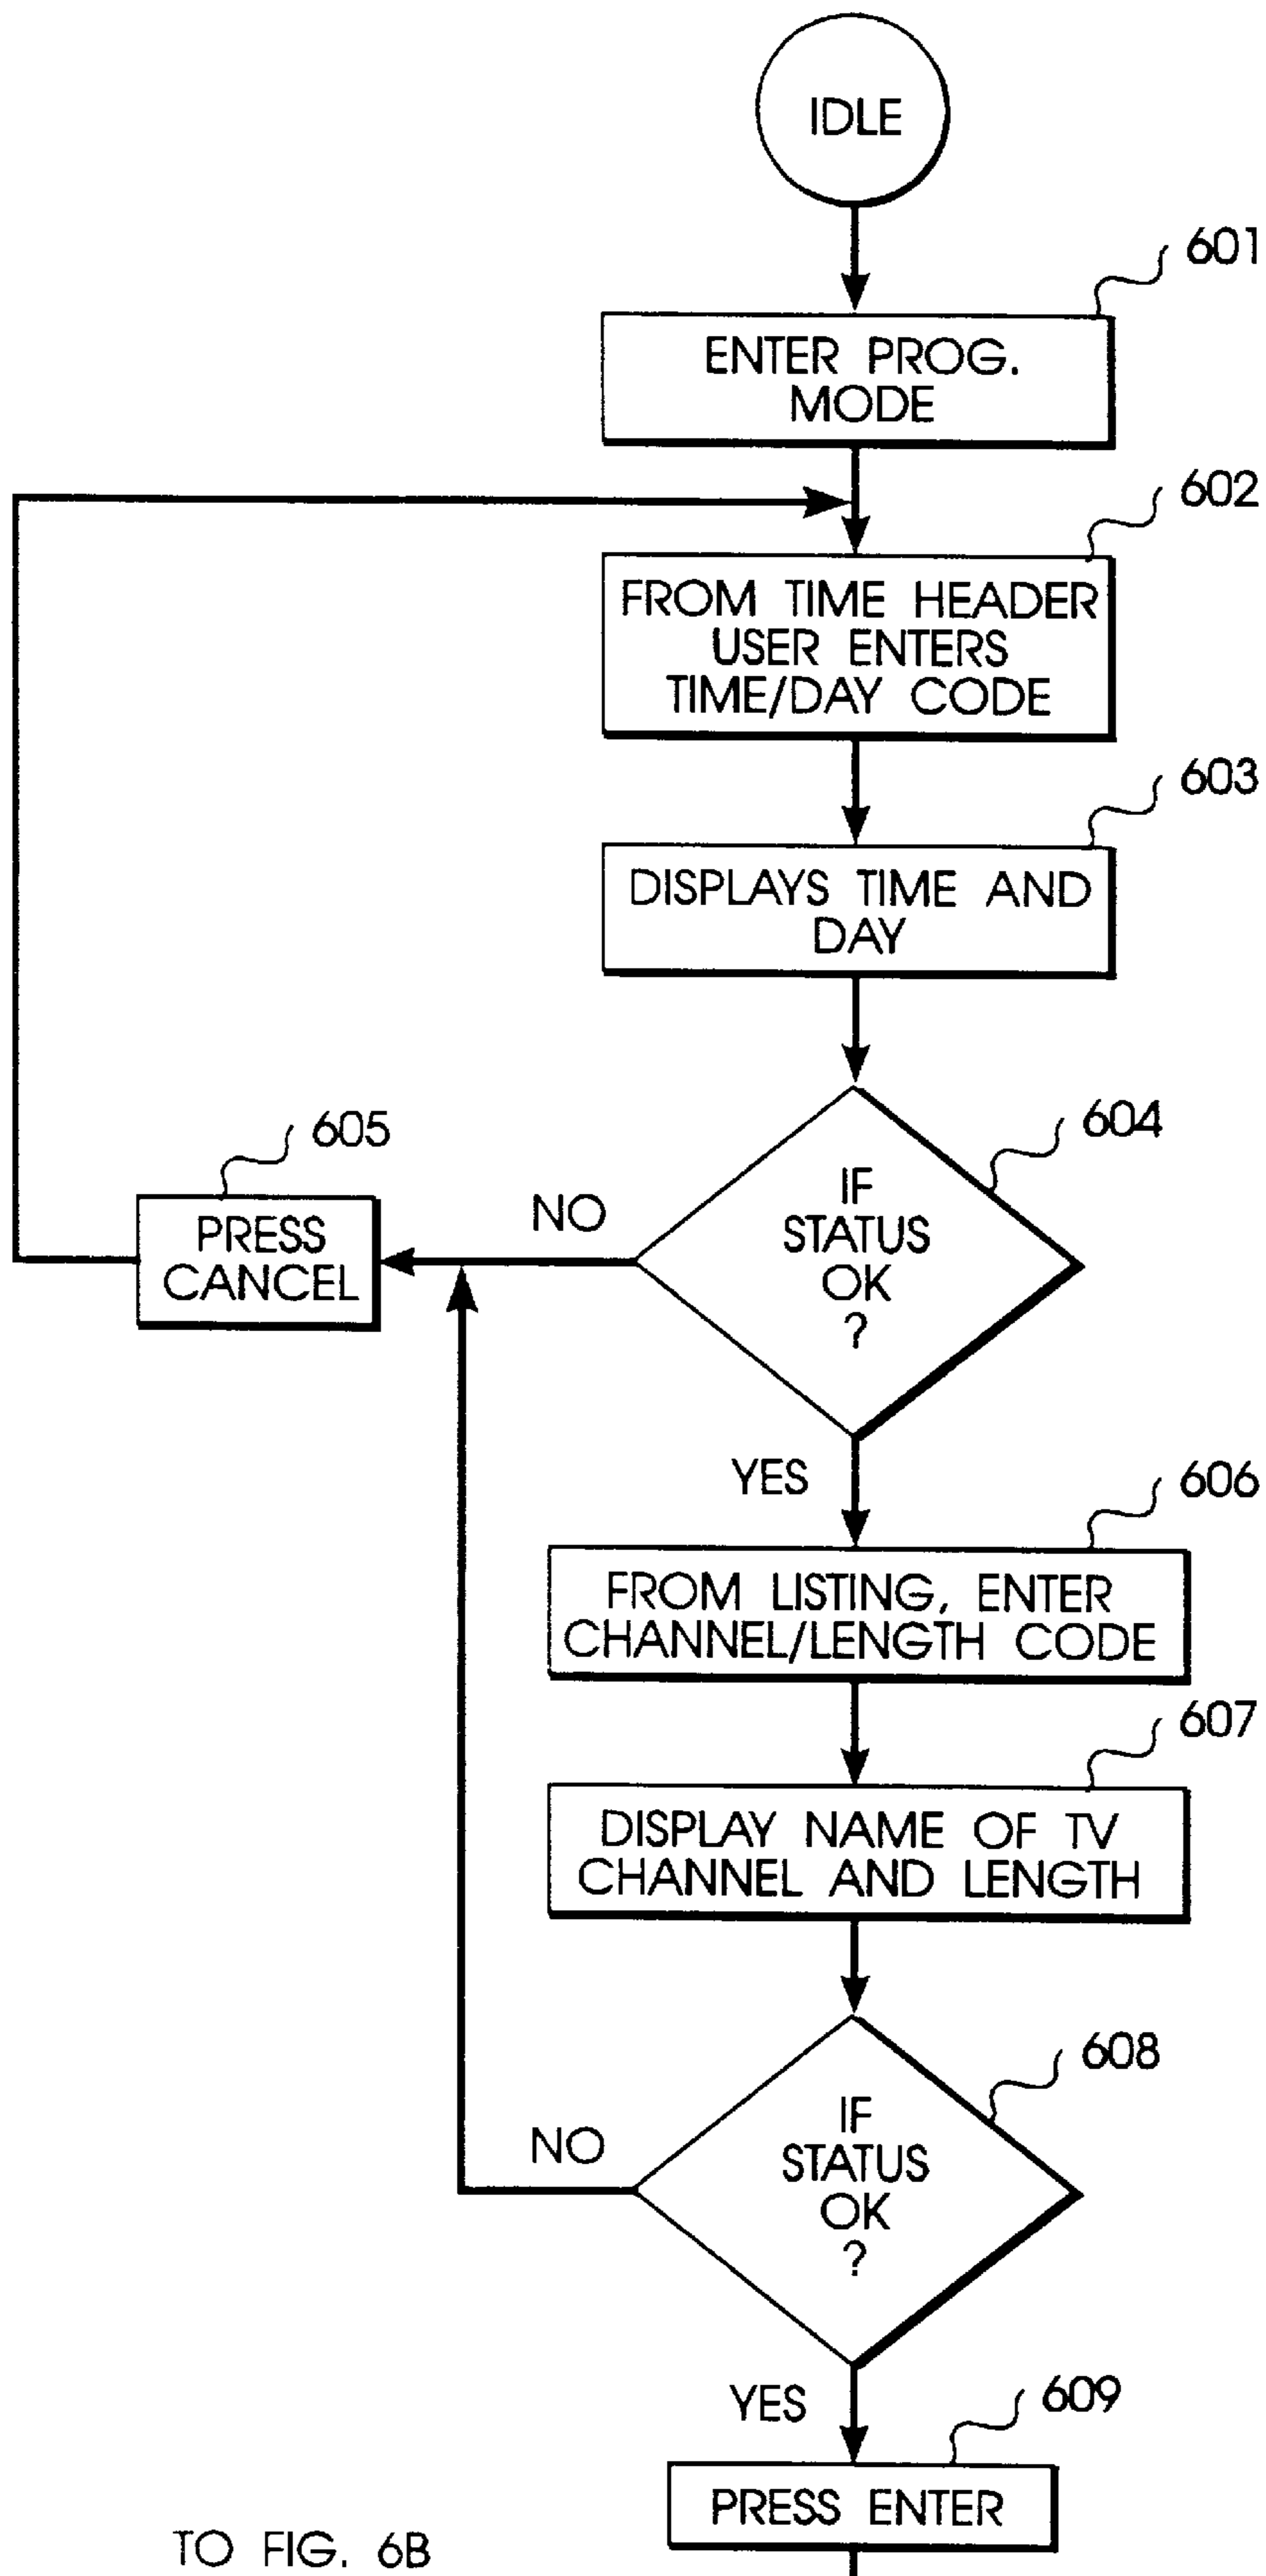 IDLE
601
ENTER PROG.
MODE
602
FROM TIME HEADER
USER ENTERS
TIME/DAY CODE
603
DISPLAYS TIME AND
DAY
604
IF
STATUS
OK
?
NO
605
PRESS
CANCEL
YES
606
FROM LISTING, ENTER
CHANNEL/LENGTH CODE
607
DISPLAY NAME OF TV
CHANNEL AND LENGTH
608
IF
STATUS
OK
?
NO
YES
609
PRESS ENTER
TO FIG. 6B